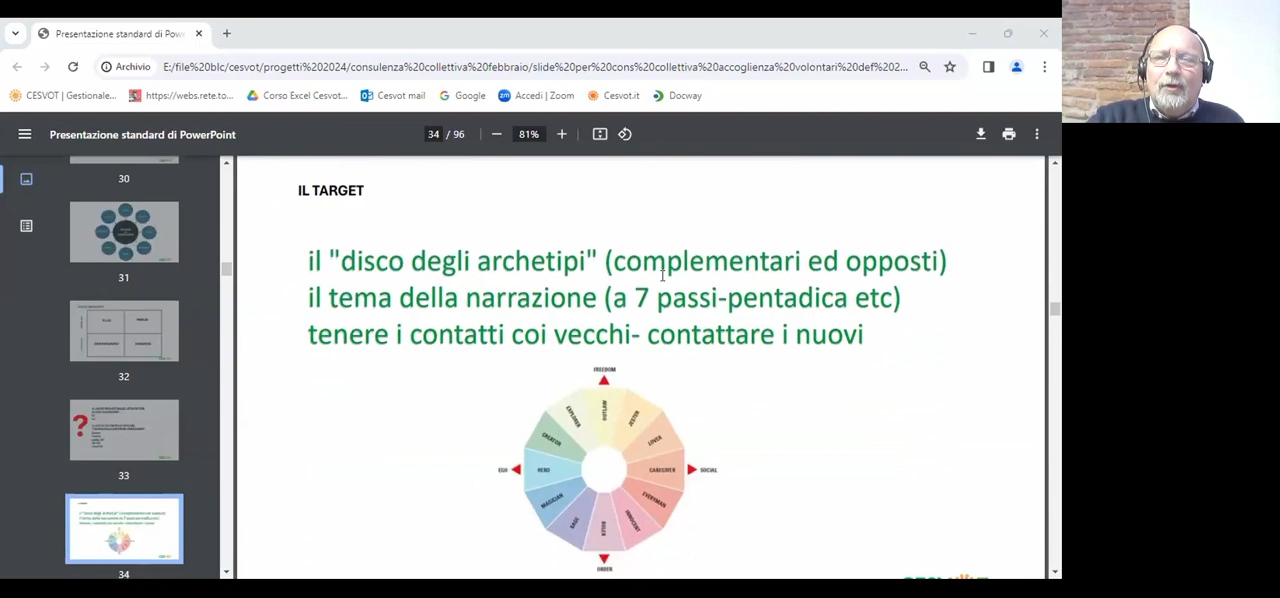 Presentazione standard di Pow
Archivio
E:/file%20blc/cesvot/progetti%202024/consulenza%20collettiva%20febbraio/slide%20per%20cons%20collettiva%20accoglienza%20volontari%20def%202...
CESVOT | Gestionale...
https://webs.rete.to...
Corso Excel Cesvot...
Cesvot mail
Google
Accedi | Zoom
Cesvot.it
Docway
Presentazione standard di PowerPoint
34 / 96
81%
30
31
32
33
34
IL TARGET
il "disco degli archetipi" (complementari ed opposti)
il tema della narrazione (a 7 passi-pentadica etc)
tenere i contatti coi vecchi- contattare i nuovi
FREEDOM
OUTLAW
JESTER
LOVER
CAREGIVER
EVERYMAN
INNOCENT
RULER
SAGE
MAGICIAN
HERO
CREATOR
EXPLORER
EGO
SOCIAL
ORDER